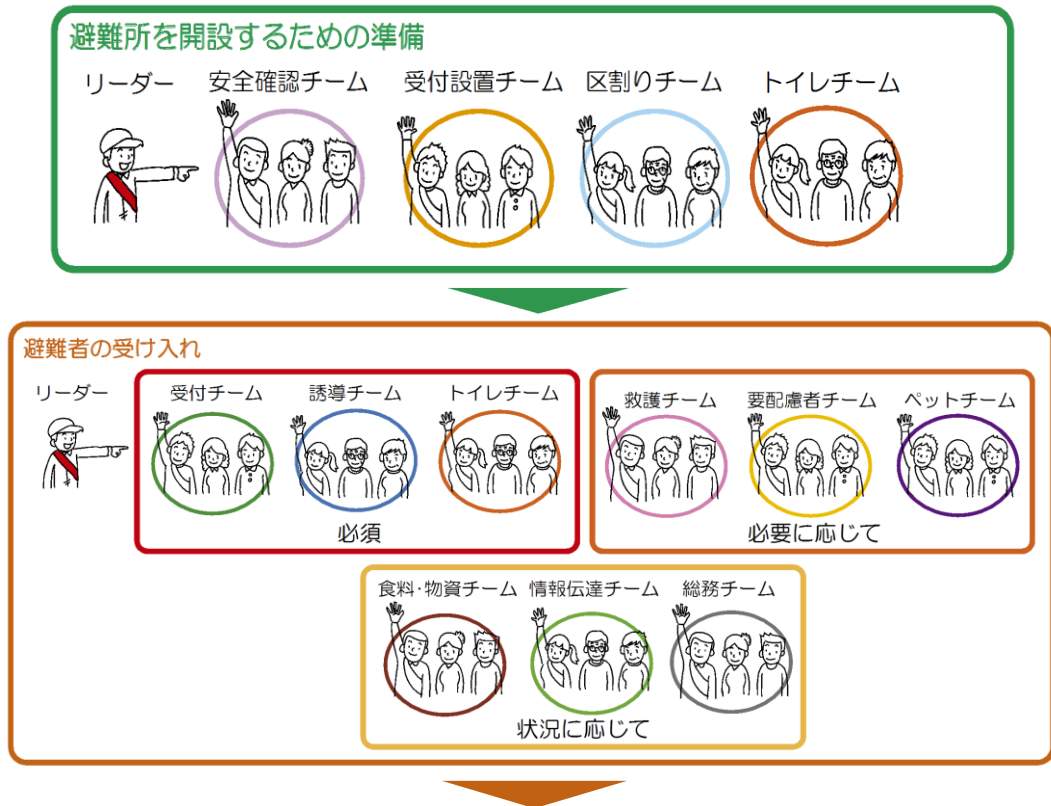 避難所を開設するための準備
リーダー 安全確認チーム 受付設置チーム 区割りチーム トイレチーム
避難者の受け入れ
リーダー 受付チーム 誘導チーム トイレチーム 救護チーム 要配慮者チーム ペットチーム
必須 必要に応じて
食料・物資チーム 情報伝達チーム 総務チーム
状況に応じて